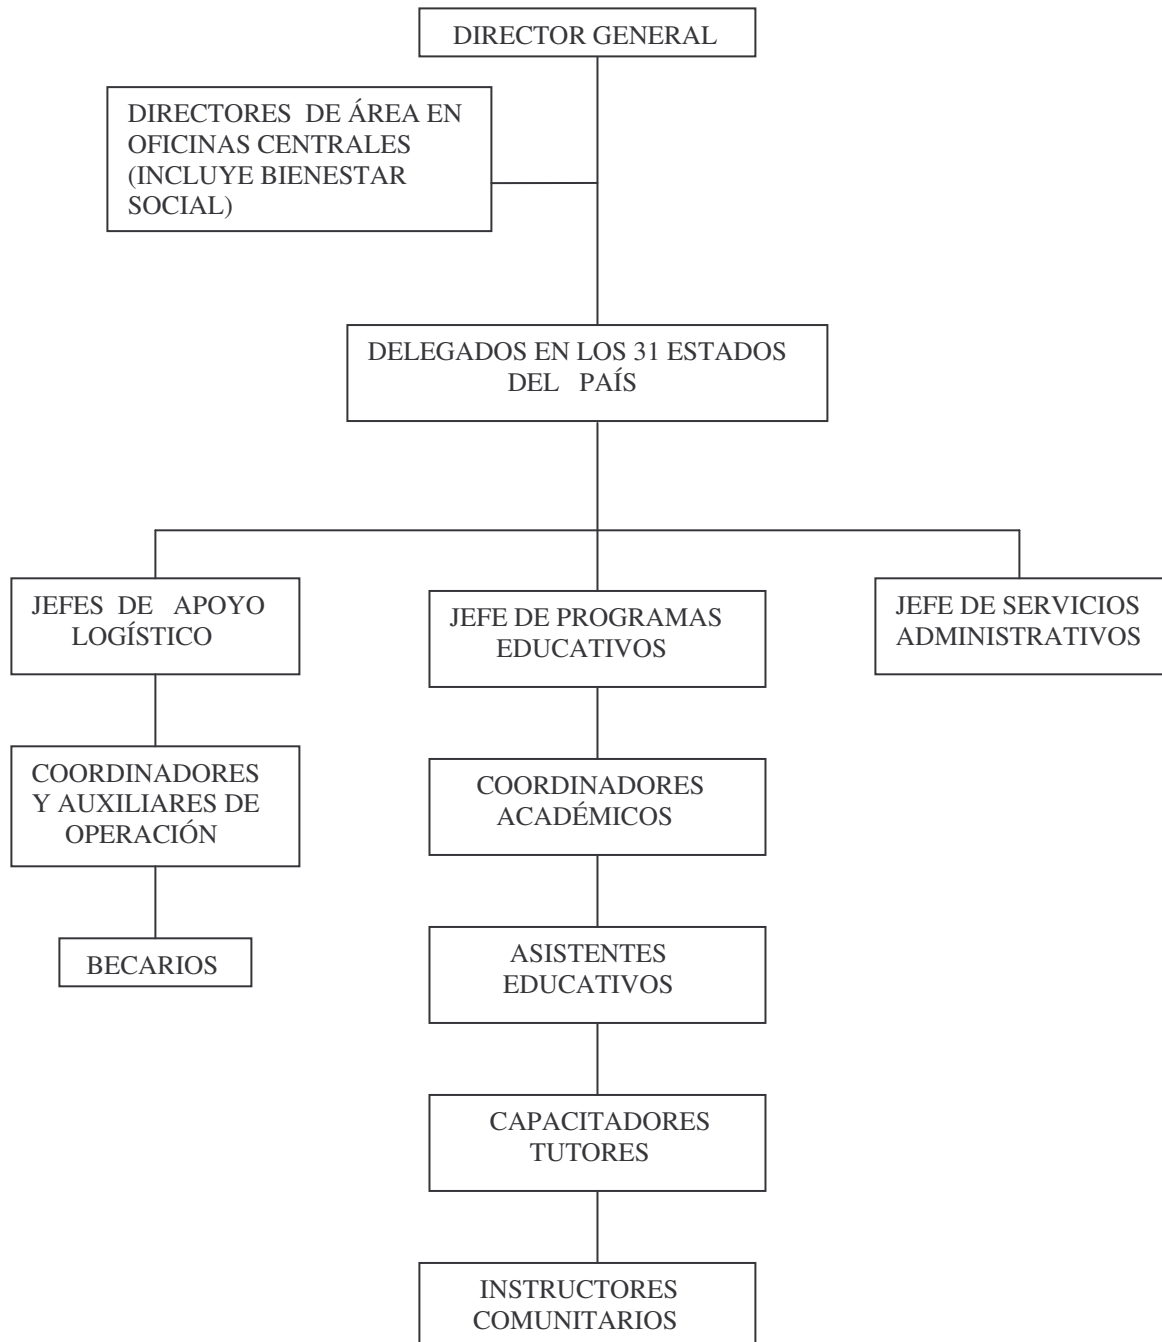 DIRECTOR GENERAL
DIRECTORES DE ÁREA EN
OFICINAS CENTRALES
(INCLUYE BIENESTAR
SOCIAL)
DELEGADOS EN LOS 31 ESTADOS
DEL PAÍS
JEFES DE APOYO
LOGÍSTICO
JEFE DE PROGRAMAS
EDUCATIVOS
JEFE DE SERVICIOS
ADMINISTRATIVOS
COORDINADORES
Y AUXILIARES DE
OPERACIÓN
COORDINADORES
ACADÉMICOS
BECARIOS
ASISTENTES
EDUCATIVOS
CAPACITADORES
TUTORES
INSTRUCTORES
COMUNITARIOS